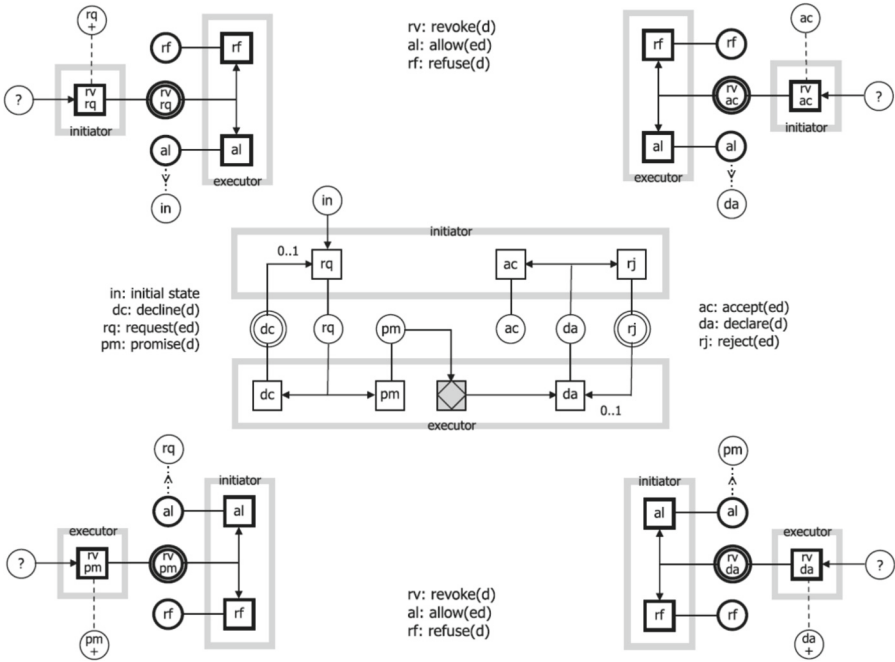 rq
+
rf
rf
rv
rq
rv
rq
?
initiator
al
al
executor
in
rv: revoke(d)
al: allow(ed)
rf: refuse(d)
ac
rf
rf
rv
ac
rv
ac
?
initiator
al
al
executor
da
in
initiator
0..1
rq
ac
rj
in: initial state
dc: decline(d)
rq: request(ed)
pm: promise(d)
dc
rq
pm
ac
da
rj
ac: accept(ed)
da: declare(d)
rj: reject(ed)
dc
pm
da
0..1
executor
rq
initiator
al
al
executor
?
rv
pm
rv
pm
rf
rf
pm
+
rv: revoke(d)
al: allow(ed)
rf: refuse(d)
pm
initiator
al
al
executor
rv
da
rv
da
?
rf
rf
da
+